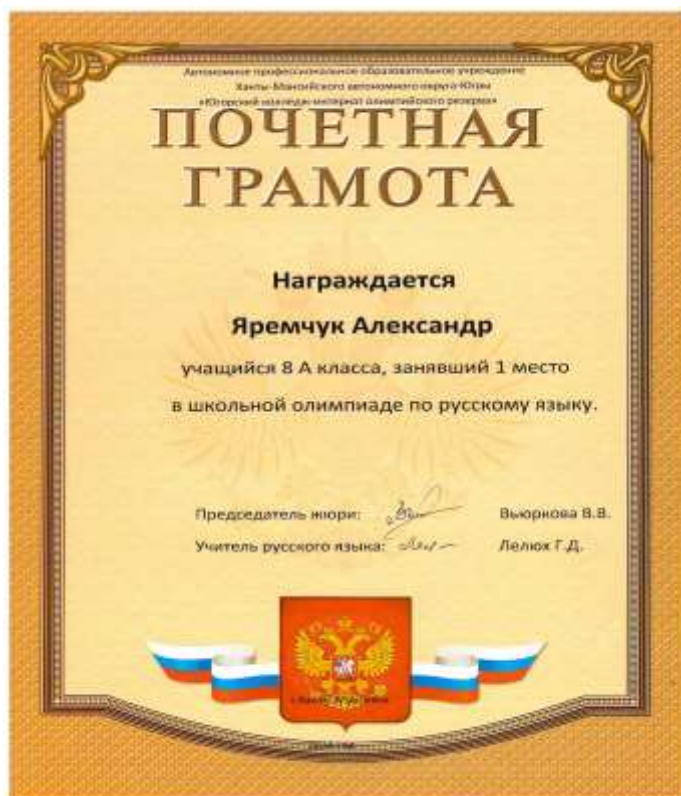 Автономное профессиональное образовательное учреждение
Ханты-Мансийского автономного округа-Югры
«Югорский колледж-интернат олимпийского резерва»
ПОЧЕТНАЯ
ГРАМОТА
Награждается
Яремчук Александр
учащийся 8 А класса, занявший 1 место
в школьной олимпиаде по русскому языку.
Председатель жюри: Вьюркова В.В.
Учитель русского языка: Лелюх Г.Д.